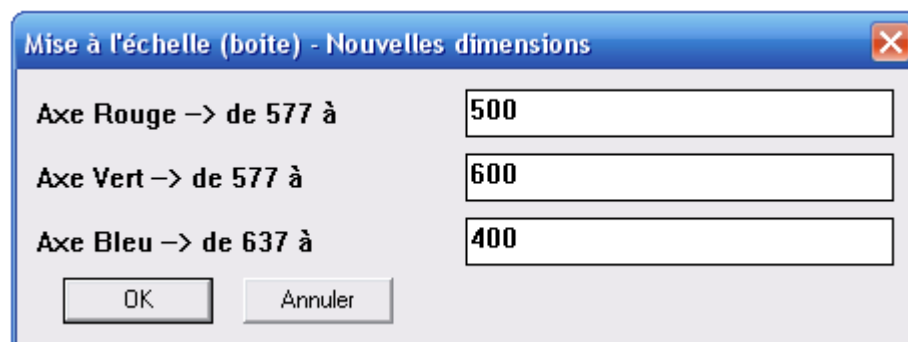 Mise à l'échelle (boite) - Nouvelles dimensions
Axe Rouge —> de 577 à 500
Axe Vert —> de 577 à 600
Axe Bleu —> de 637 à 400
OK Annuler